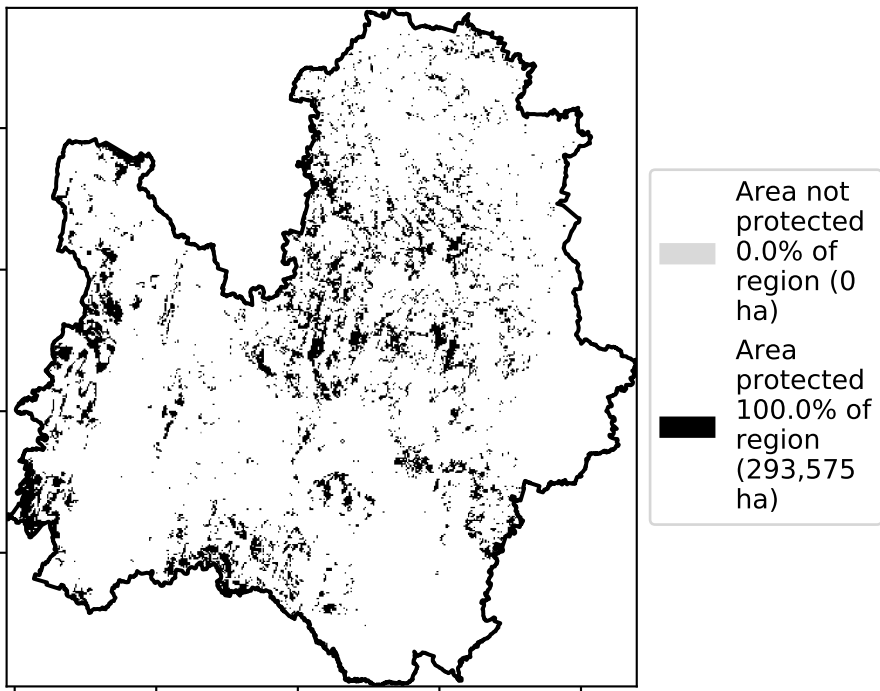 Area not
protected
0.0% of
region (0
ha)
Area
protected
100.0% of
region
(293,575
ha)